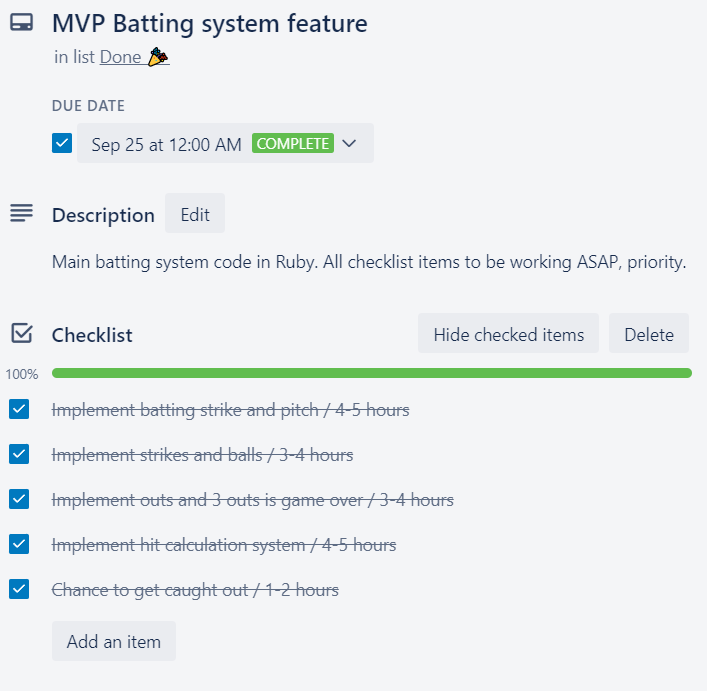 MVP Batting system feature
in list Done 🎉
DUE DATE
Sep 25 at 12:00 AM COMPLETE
Description Edit
Main batting system code in Ruby. All checklist items to be working ASAP, priority.
Checklist Hide checked items Delete
100%
Implement batting strike and pitch / 4-5 hours
Implement strikes and balls / 3-4 hours
Implement outs and 3 outs is game over / 3-4 hours
Implement hit calculation system / 4-5 hours
Chance to get caught out / 1-2 hours
Add an item